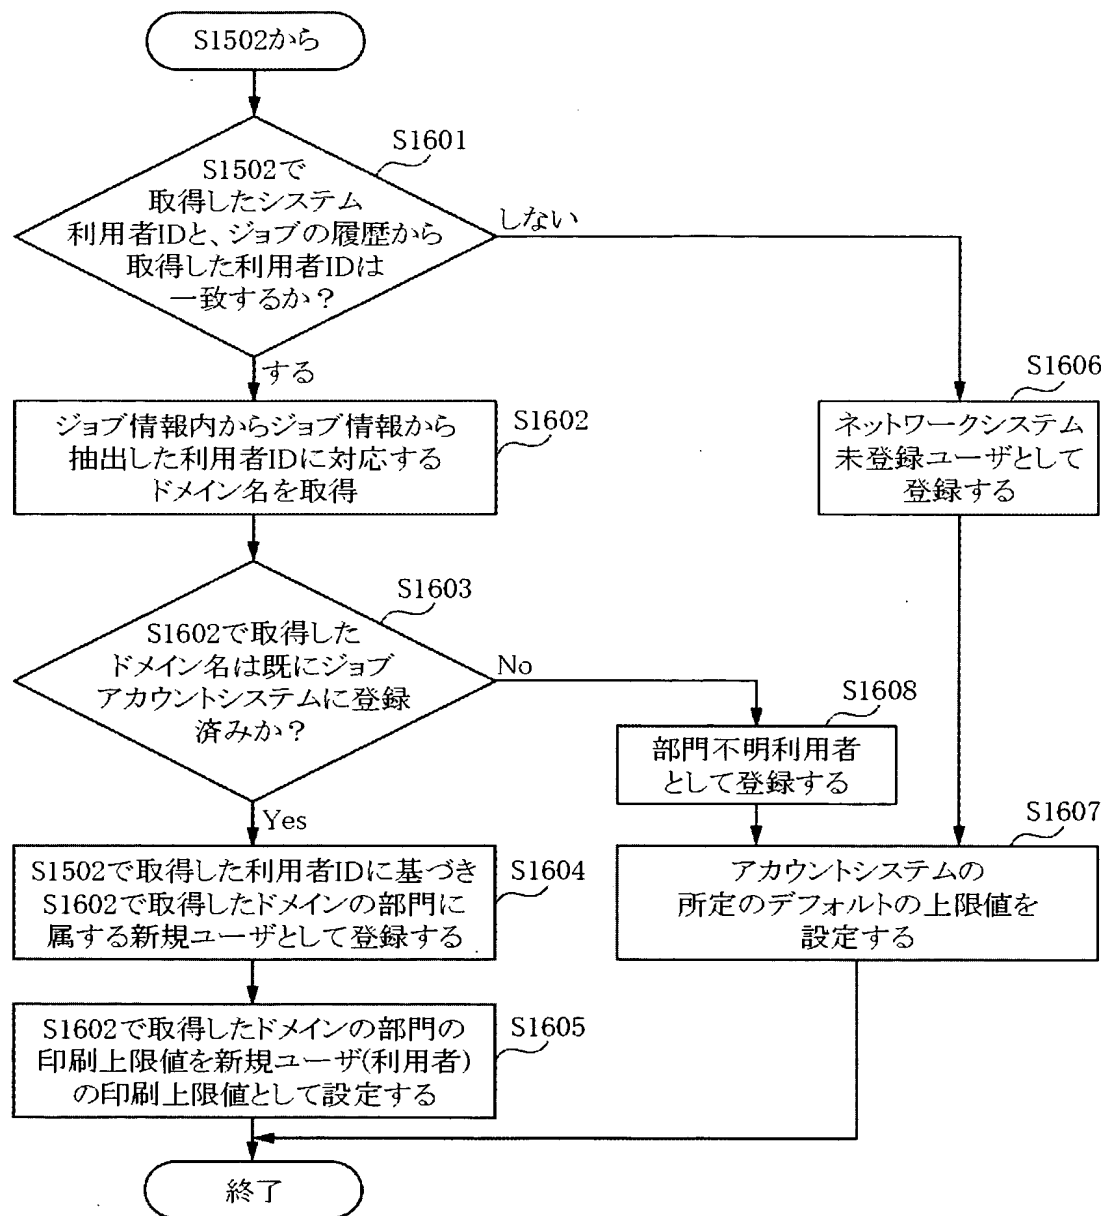 S1502から
S1601
S1502で
取得したシステム
利用者IDと、ジョブの履歴から
取得した利用者IDは
一致するか？
しない
する
S1602
ジョブ情報内からジョブ情報から
抽出した利用者IDに対応する
ドメイン名を取得
S1606
ネットワークシステム
未登録ユーザとして
登録する
S1603
S1602で取得した
ドメイン名は既にジョブ
アカウントシステムに登録
済みか？
No
Yes
S1608
部門不明利用者
として登録する
S1604
S1502で取得した利用者IDに基づき
S1602で取得したドメインの部門に
属する新規ユーザとして登録する
S1607
アカウントシステムの
所定のデフォルトの上限値を
設定する
S1605
S1602で取得したドメインの部門の
印刷上限値を新規ユーザ(利用者)
の印刷上限値として設定する
終了